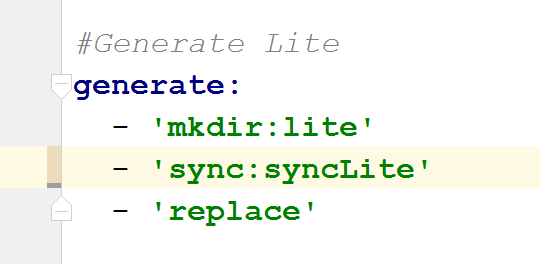 #Generate Lite
generate:
- 'mkdir:lite'
- 'sync:syncLite'
- 'replace'